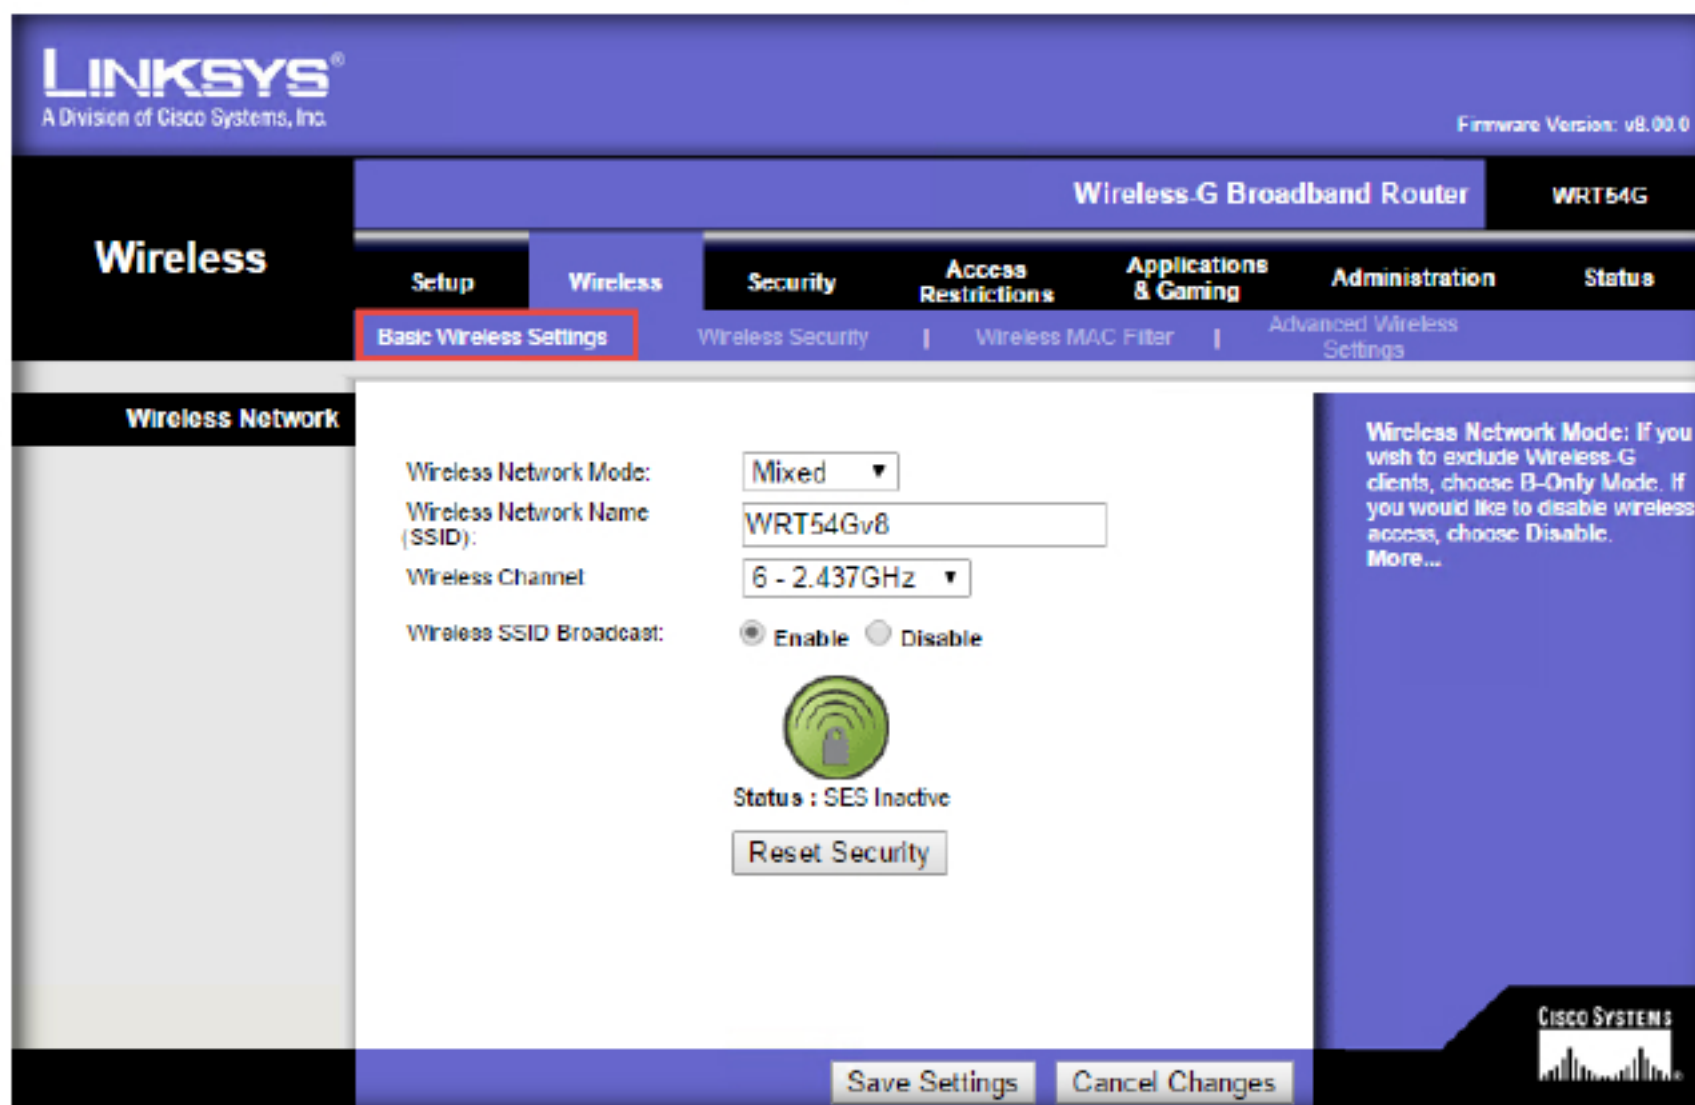 LINKSYS®
A Division of Cisco Systems, Inc.
Firmware Version: v8.00.0
Wireless-G Broadband Router
WRT54G
Wireless
Setup
Wireless
Security
Access
Restrictions
Applications
& Gaming
Administration
Status
Basic Wireless Settings
Wireless Security
|
Wireless MAC Filter
|
Advanced Wireless
Settings
Wireless Network
Wireless Network Mode:
Mixed
Wireless Network Name
(SSID):
WRT54Gv8
Wireless Channel:
6 - 2.437GHz
Wireless SSID Broadcast:
Enable
Disable
Status : SES Inactive
Reset Security
Wireless Network Mode: If you
wish to exclude Wireless-G
clients, choose B-Only Mode. If
you would like to disable wireless
access, choose Disable.
More...
Save Settings
Cancel Changes
CISCO SYSTEMS